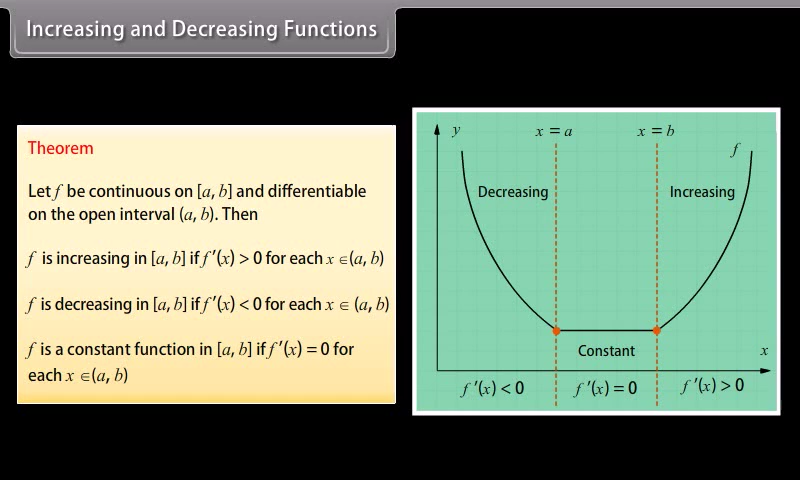 Increasing and Decreasing Functions
Theorem
Let f be continuous on [a, b] and differentiable
on the open interval (a, b). Then
f is increasing in [a, b] if f '(x) > 0 for each x ∈(a, b)
f is decreasing in [a, b] if f '(x) < 0 for each x ∈ (a, b)
f is a constant function in [a, b] if f '(x) = 0 for
each x ∈(a, b)
y
x = a
x = b
f
Decreasing
Increasing
Constant
x
f '(x) < 0
f '(x) = 0
f '(x) > 0